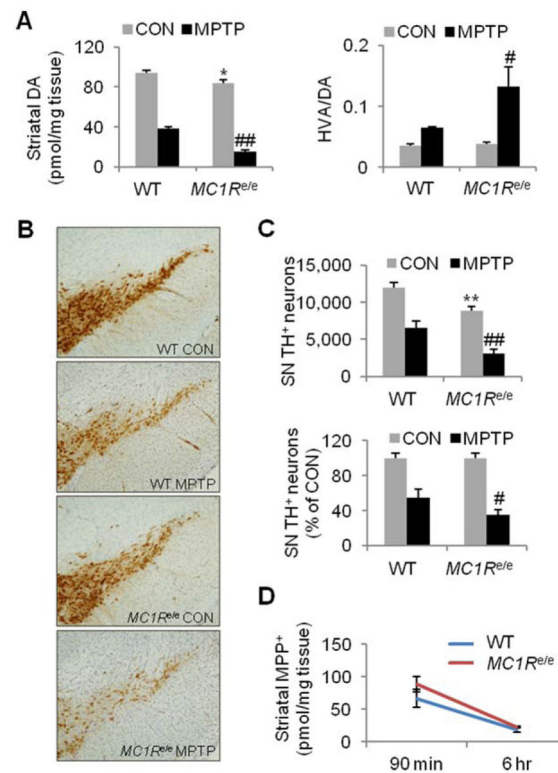 A
CON MPTP
Striatal DA
(pmol/mg tissue)
120
80
40
0
*
##
WT MC1Re/e
CON MPTP
HVA/DA
0.2
0.1
0
#
WT MC1Re/e
B
WT CON
WT MPTP
MC1Re/e CON
MC1Re/e MPTP
C
CON MPTP
SN TH+ neurons
15,000
10,000
5,000
0
**
##
WT MC1Re/e
CON MPTP
SN TH+ neurons
(% of CON)
120
80
40
0
#
WT MC1Re/e
D
Striatal MPP+
(pmol/mg tissue)
150
100
50
0
WT
MC1Re/e
90 min 6 hr